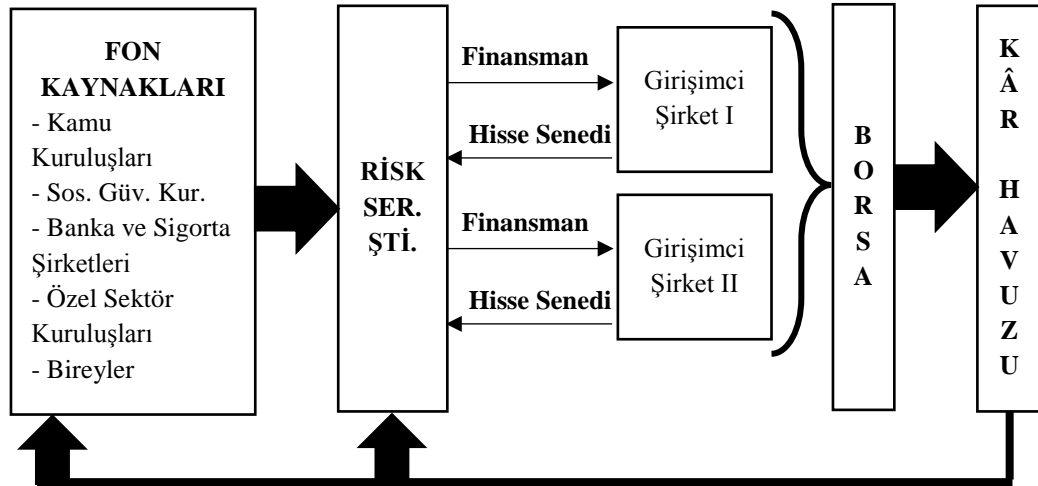 FON
KAYNAKLARI
- Kamu
Kuruluşları
- Sos. Güv. Kur.
- Banka ve Sigorta
Şirketleri
- Özel Sektör
Kuruluşları
- Bireyler
RİSK
SER.
ŞTİ.
Finansman
Hisse Senedi
Finansman
Hisse Senedi
Girişimci
Şirket I
Girişimci
Şirket II
B
O
R
S
A
K
Â
R
H
A
V
U
Z
U